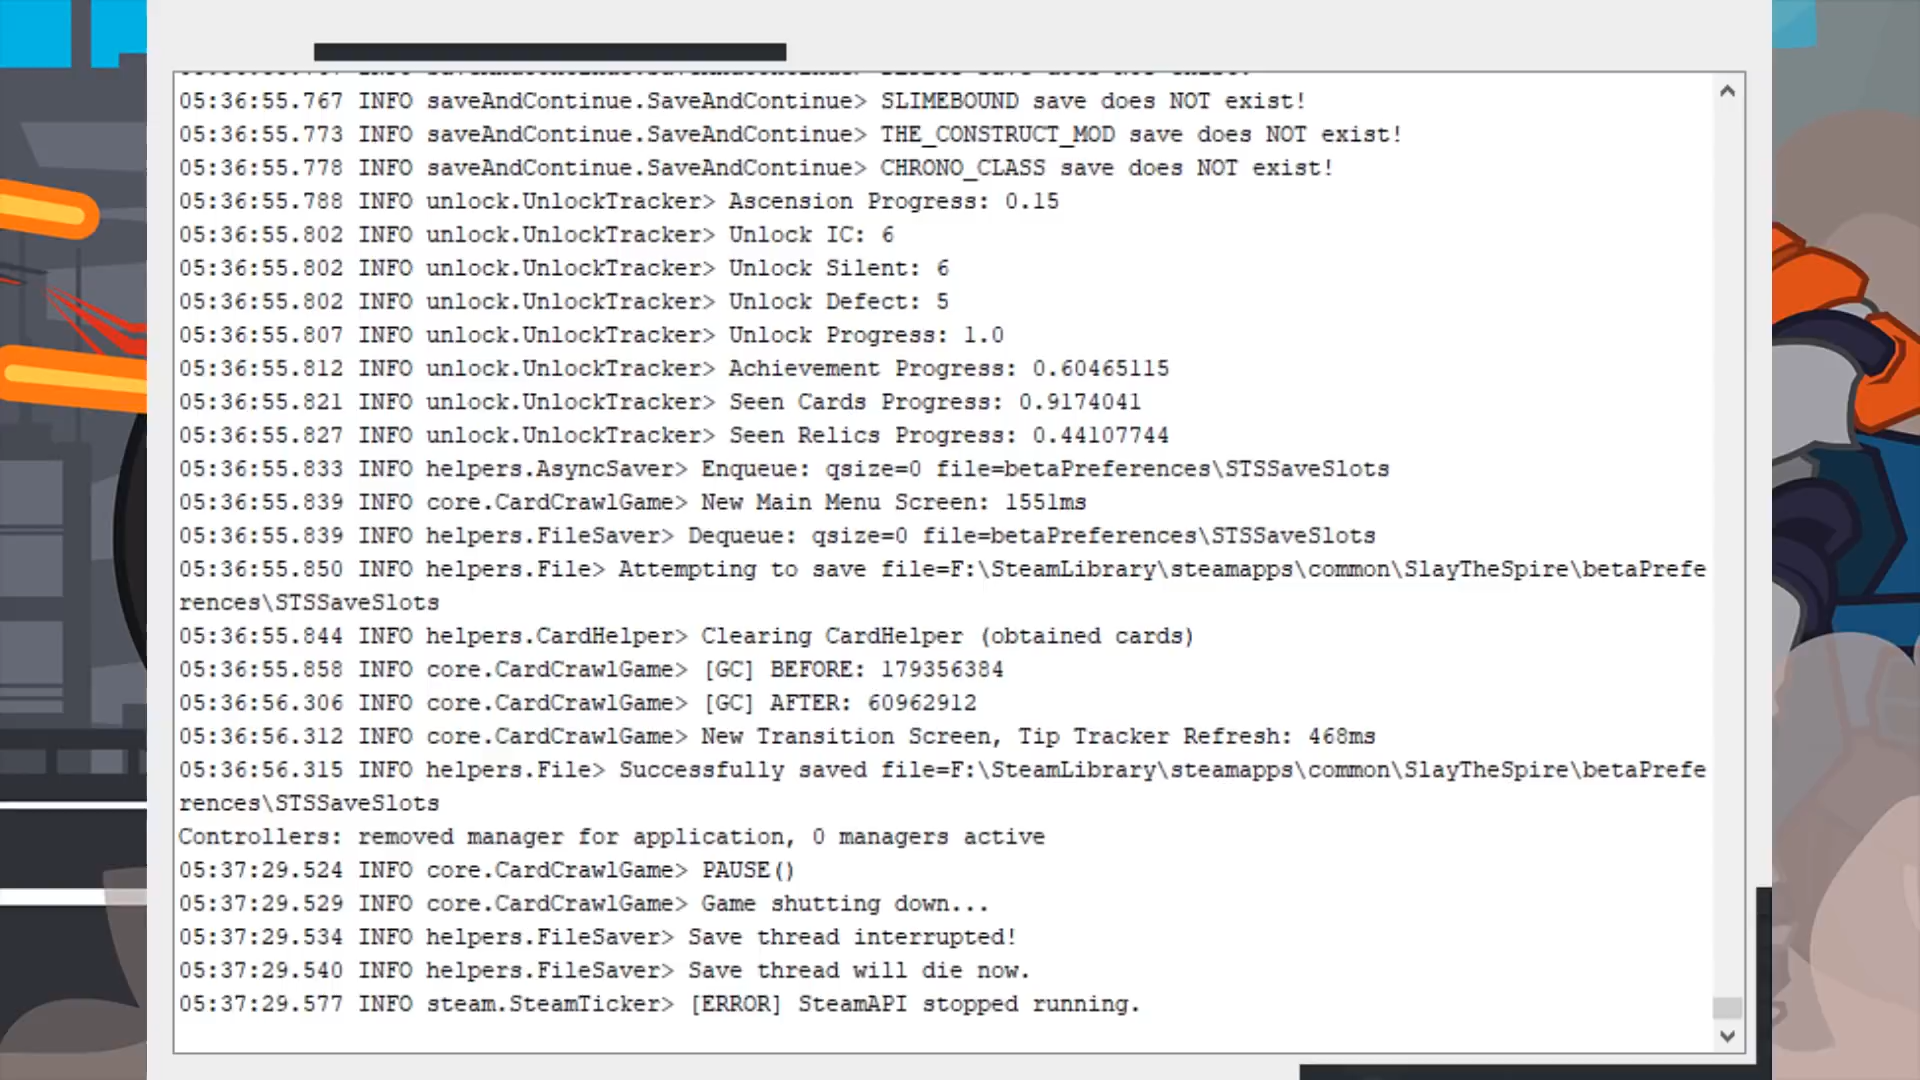 05:36:55.767 INFO saveAndContinue.SaveAndContinue> SLIMEBOUND save does NOT exist!
05:36:55.773 INFO saveAndContinue.SaveAndContinue> THE_CONSTRUCT_MOD save does NOT exist!
05:36:55.778 INFO saveAndContinue.SaveAndContinue> CHRONO_CLASS save does NOT exist!
05:36:55.788 INFO unlock.UnlockTracker> Ascension Progress: 0.15
05:36:55.802 INFO unlock.UnlockTracker> Unlock IC: 6
05:36:55.802 INFO unlock.UnlockTracker> Unlock Silent: 6
05:36:55.802 INFO unlock.UnlockTracker> Unlock Defect: 5
05:36:55.807 INFO unlock.UnlockTracker> Unlock Progress: 1.0
05:36:55.812 INFO unlock.UnlockTracker> Achievement Progress: 0.60465115
05:36:55.821 INFO unlock.UnlockTracker> Seen Cards Progress: 0.9174041
05:36:55.827 INFO unlock.UnlockTracker> Seen Relics Progress: 0.44107744
05:36:55.833 INFO helpers.AsyncSaver> Enqueue: qsize=0 file=betaPreferences\STSSaveSlots
05:36:55.839 INFO core.CardCrawlGame> New Main Menu Screen: 1551ms
05:36:55.839 INFO helpers.FileSaver> Dequeue: qsize=0 file=betaPreferences\STSSaveSlots
05:36:55.850 INFO helpers.File> Attempting to save file=F:\SteamLibrary\steamapps\common\SlayTheSpire\betaPrefe
rences\STSSaveSlots
05:36:55.844 INFO helpers.CardHelper> Clearing CardHelper (obtained cards)
05:36:55.858 INFO core.CardCrawlGame> [GC] BEFORE: 179356384
05:36:56.306 INFO core.CardCrawlGame> [GC] AFTER: 60962912
05:36:56.312 INFO core.CardCrawlGame> New Transition Screen, Tip Tracker Refresh: 468ms
05:36:56.315 INFO helpers.File> Successfully saved file=F:\SteamLibrary\steamapps\common\SlayTheSpire\betaPrefe
rences\STSSaveSlots
Controllers: removed manager for application, 0 managers active
05:37:29.524 INFO core.CardCrawlGame> PAUSE()
05:37:29.529 INFO core.CardCrawlGame> Game shutting down...
05:37:29.534 INFO helpers.FileSaver> Save thread interrupted!
05:37:29.540 INFO helpers.FileSaver> Save thread will die now.
05:37:29.577 INFO steam.SteamTicker> [ERROR] SteamAPI stopped running.